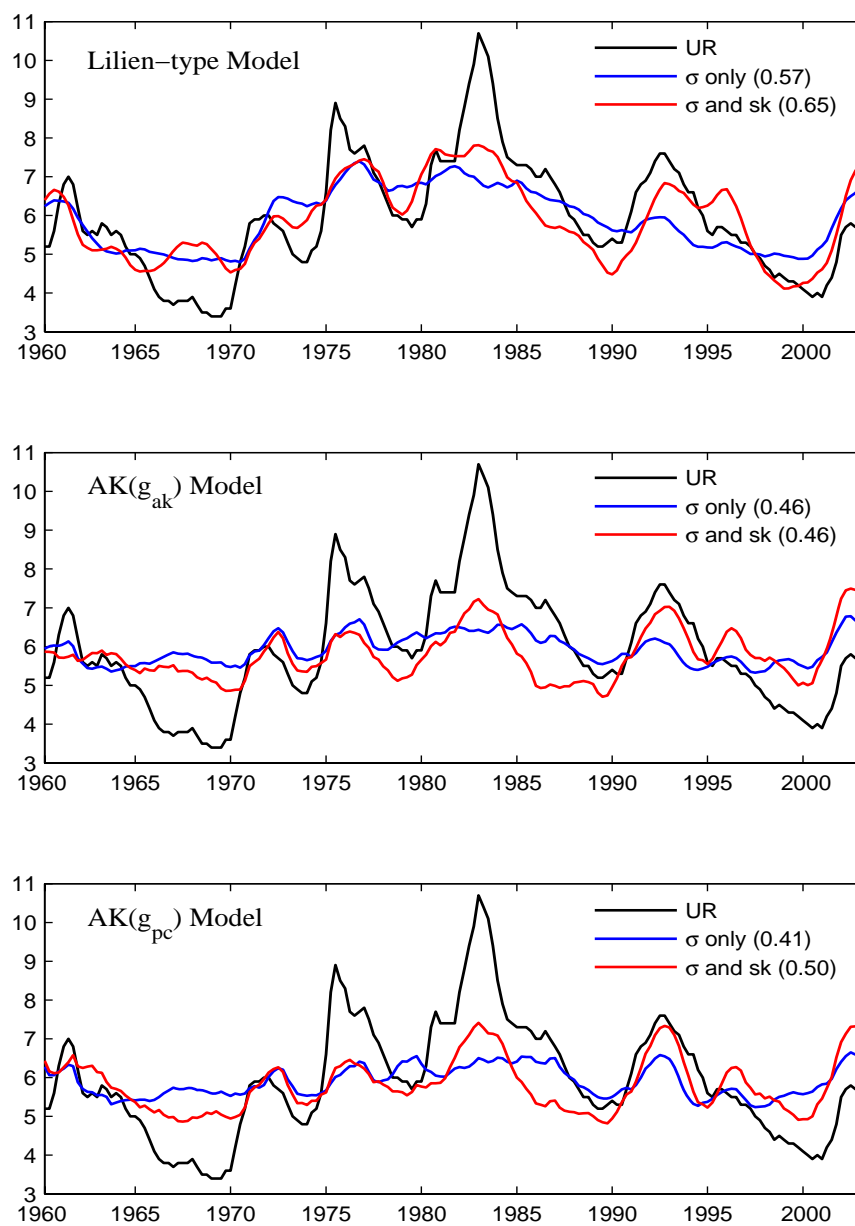 11
10
9
8
7
6
5
4
3
Lilien−type Model
UR
σ only (0.57)
σ and sk (0.65)
1960 1965 1970 1975 1980 1985 1990 1995 2000
11
10
9
8
7
6
5
4
3
AK(g_ak) Model
UR
σ only (0.46)
σ and sk (0.46)
1960 1965 1970 1975 1980 1985 1990 1995 2000
11
10
9
8
7
6
5
4
3
AK(g_pc) Model
UR
σ only (0.41)
σ and sk (0.50)
1960 1965 1970 1975 1980 1985 1990 1995 2000